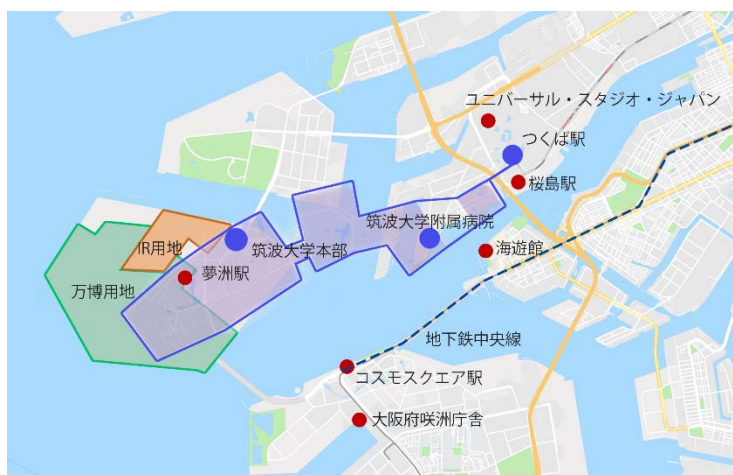 ユニバーサル・スタジオ・ジャパン
つくば駅
桜島駅
筑波大学附属病院
IR用地
筑波大学本部
海遊館
夢洲駅
万博用地
地下鉄中央線
コスモスクエア駅
大阪府咲洲庁舎